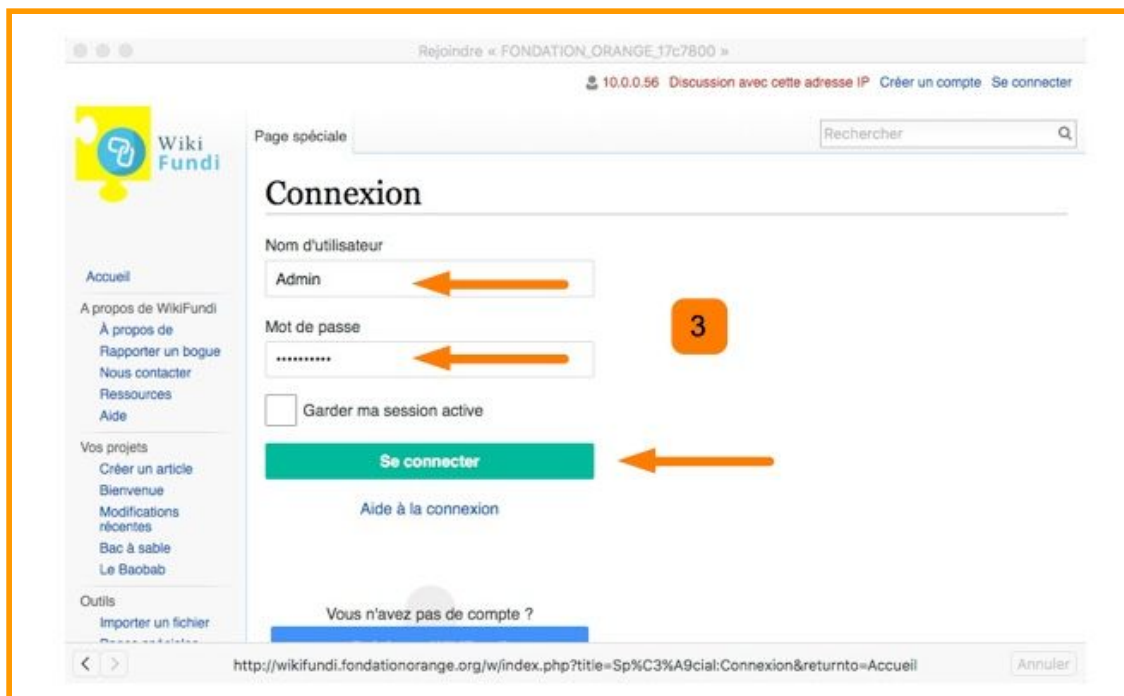 Rejoindre « FONDATION_ORANGE_17c7800 »
10.0.0.56 Discussion avec cette adresse IP Créer un compte Se connecter
Wiki
Fundi
Page spéciale
Rechercher
Connexion
Nom d'utilisateur
Admin
Mot de passe
••••••••••
3
Garder ma session active
Se connecter
Aide à la connexion
Vous n'avez pas de compte ?
Accueil
A propos de WikiFundi
À propos de
Rapporter un bogue
Nous contacter
Ressources
Aide
Vos projets
Créer un article
Bienvenue
Modifications
récentes
Bac à sable
Le Baobab
Outils
Importer un fichier
http://wikifundi.fondationorange.org/w/index.php?title=Sp%C3%A9cial:Connexion&returnto=Accueil
Annuler